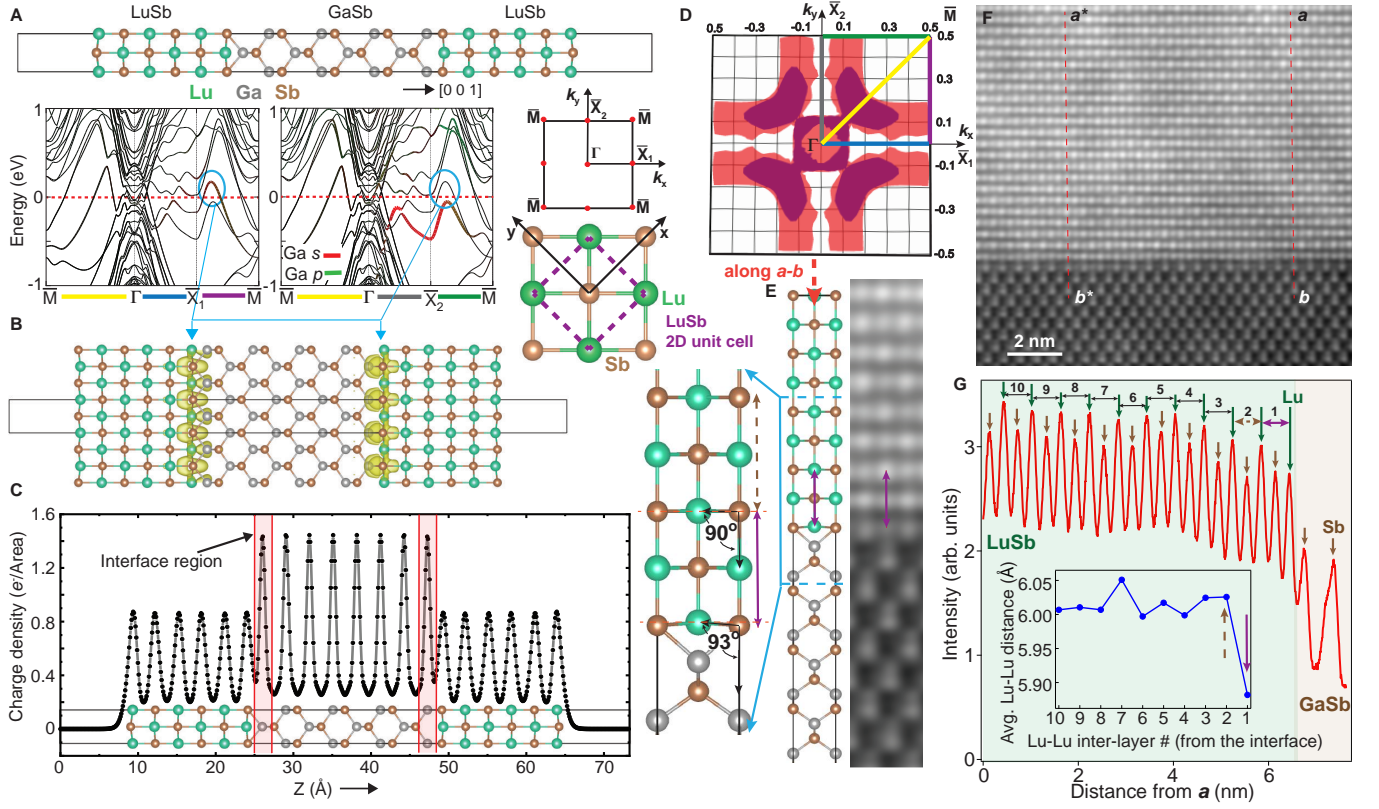 A
LuSb
GaSb
LuSb
Lu
Ga
Sb
[0 0 1]
Energy (eV)
1
0
-1
M̅
Γ
X̅1
M̅
1
0
-1
Ga s
Ga p
M̅
Γ
X̅2
M̅
ky
X̅2
M̅
M̅
Γ
X̅1
kx
M̅
M̅
y
x
Lu
LuSb
2D unit cell
Sb
B
C
Charge density (e/Area)
1.6
1.2
0.8
0.4
0
Interface region
0
10
20
30
40
50
60
70
Z (Å)
D
ky
X̅2
M̅
0.5
0.3
-0.1
0.1
0.3
0.5
0.5
0.3
0.1
kx
Γ
X̅1
-0.1
-0.3
-0.5
along a-b
E
90°
93°
F
a*
a
b*
b
2 nm
G
Intensity (arb. units)
3
2
1
0
10
9
8
7
6
5
4
3
2
1
Lu
Sb
LuSb
GaSb
Avg. Lu-Lu distance (Å)
6.05
6.00
5.95
5.90
10 9 8 7 6 5 4 3 2 1
Lu-Lu inter-layer # (from the interface)
0
2
4
6
Distance from a (nm)